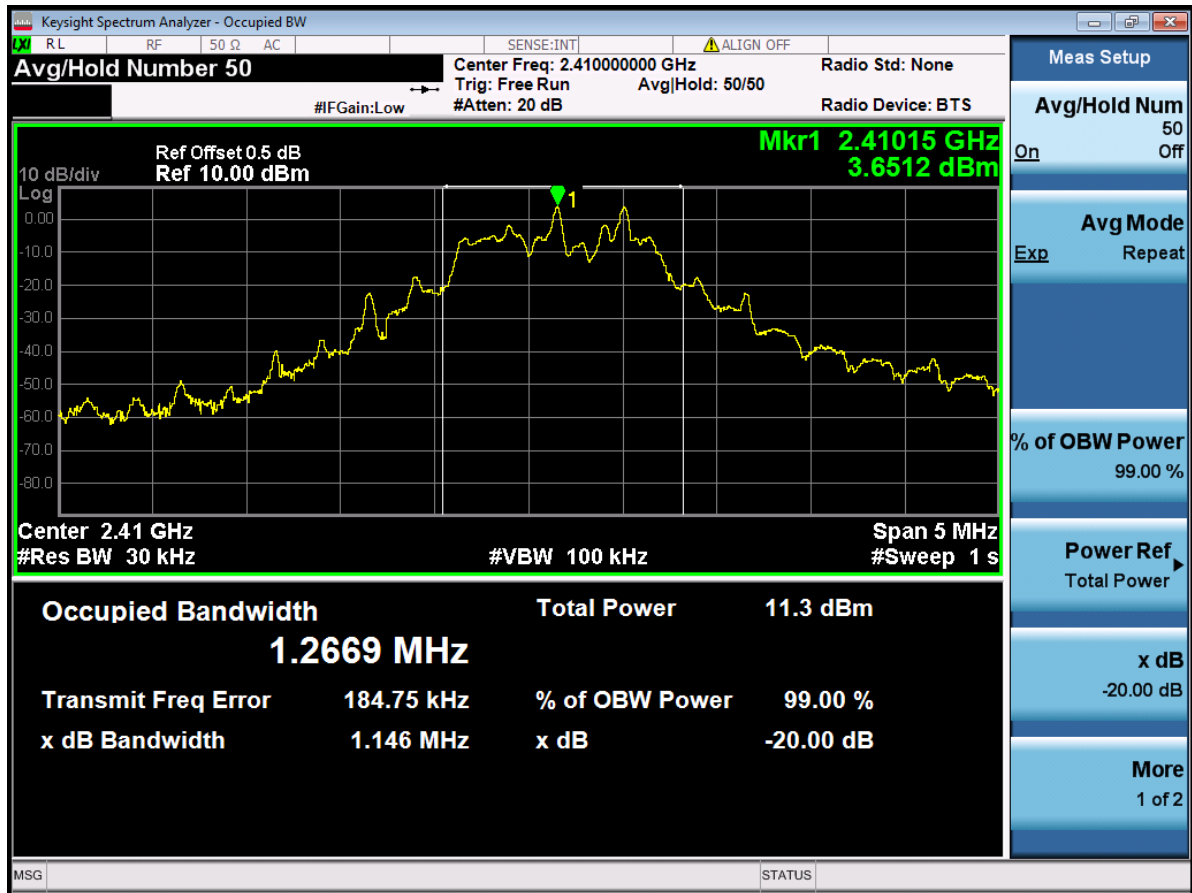 Keysight Spectrum Analyzer - Occupied BW
LXI RL RF 50 Ω AC SENSE:INT ALIGN OFF
Avg/Hold Number 50
Center Freq: 2.410000000 GHz Radio Std: None
Trig: Free Run Avg|Hold: 50/50
#IFGain:Low #Atten: 20 dB Radio Device: BTS
Mkr1 2.41015 GHz
3.6512 dBm
Ref Offset 0.5 dB
10 dB/div Ref 10.00 dBm
Log
1
0.00
-10.0
-20.0
-30.0
-40.0
-50.0
-60.0
-70.0
-80.0
Center 2.41 GHz Span 5 MHz
#Res BW 30 kHz #VBW 100 kHz #Sweep 1 s
Occupied Bandwidth Total Power 11.3 dBm
1.2669 MHz
Transmit Freq Error 184.75 kHz % of OBW Power 99.00 %
x dB Bandwidth 1.146 MHz x dB -20.00 dB
Meas Setup
Avg/Hold Num
50
On Off
Avg Mode
Exp Repeat
% of OBW Power
99.00 %
Power Ref
Total Power
x dB
-20.00 dB
More
1 of 2
MSG STATUS